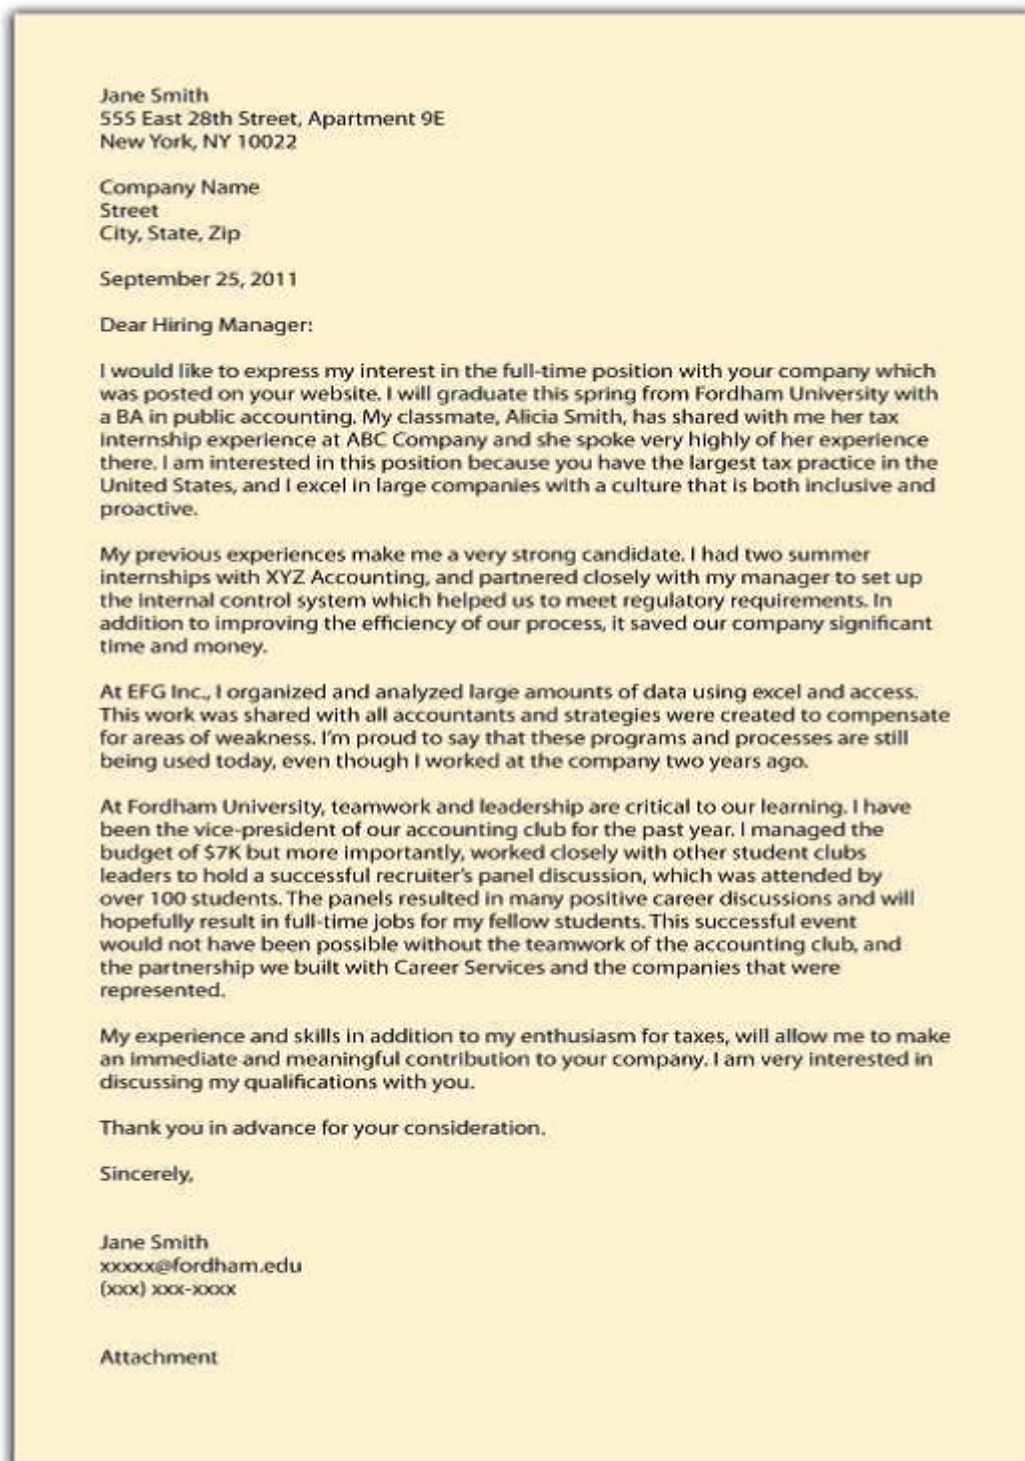 Jane Smith
555 East 28th Street, Apartment 9E
New York, NY 10022
Company Name
Street
City, State, Zip
September 25, 2011
Dear Hiring Manager:
I would like to express my interest in the full-time position with your company which
was posted on your website. I will graduate this spring from Fordham University with
a BA in public accounting. My classmate, Alicia Smith, has shared with me her tax
internship experience at ABC Company and she spoke very highly of her experience
there. I am interested in this position because you have the largest tax practice in the
United States, and I excel in large companies with a culture that is both inclusive and
proactive.
My previous experiences make me a very strong candidate. I had two summer
internships with XYZ Accounting, and partnered closely with my manager to set up
the internal control system which helped us to meet regulatory requirements. In
addition to improving the efficiency of our process, it saved our company significant
time and money.
At EFG Inc., I organized and analyzed large amounts of data using excel and access.
This work was shared with all accountants and strategies were created to compensate
for areas of weakness. I'm proud to say that these programs and processes are still
being used today, even though I worked at the company two years ago.
At Fordham University, teamwork and leadership are critical to our learning. I have
been the vice-president of our accounting club for the past year. I managed the
budget of $7K but more importantly, worked closely with other student clubs
leaders to hold a successful recruiter's panel discussion, which was attended by
over 100 students. The panels resulted in many positive career discussions and will
hopefully result in full-time jobs for my fellow students. This successful event
would not have been possible without the teamwork of the accounting club, and
the partnership we built with Career Services and the companies that were
represented.
My experience and skills in addition to my enthusiasm for taxes, will allow me to make
an immediate and meaningful contribution to your company. I am very interested in
discussing my qualifications with you.
Thank you in advance for your consideration.
Sincerely,
Jane Smith
xxxxx@fordham.edu
(xxx) xxx-xxxx
Attachment